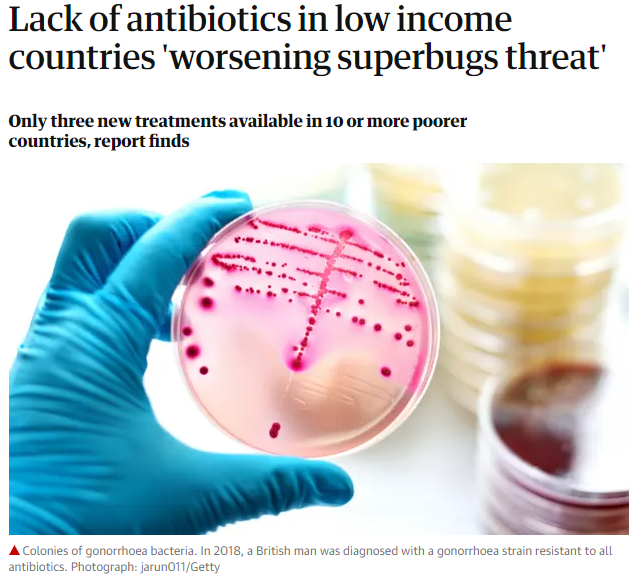 Lack of antibiotics in low income
countries 'worsening superbugs threat'
Only three new treatments available in 10 or more poorer
countries, report finds
Colonies of gonorrhoea bacteria. In 2018, a British man was diagnosed with a gonorrhoea strain resistant to all
antibiotics. Photograph: jarun011/Getty